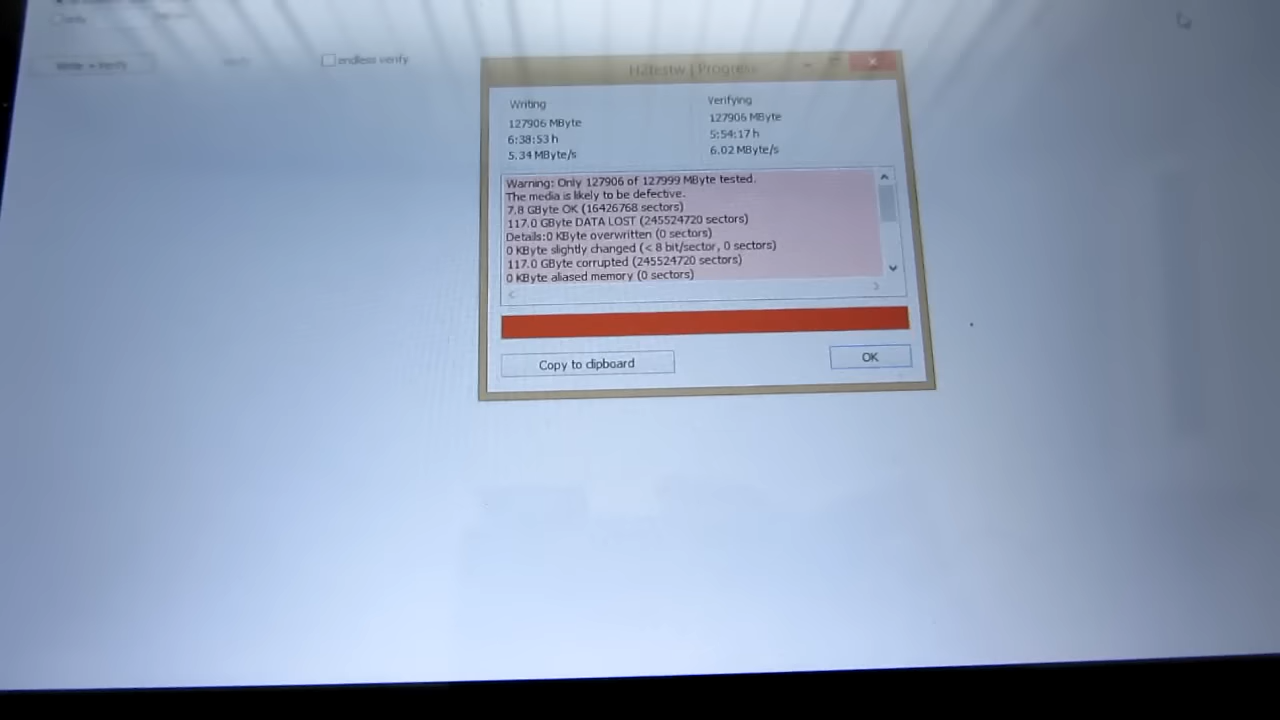 Write + Verify
endless verify
H2testw | Progress
Writing
127906 MByte
6:38:53 h
5.34 MByte/s
Verifying
127906 MByte
5:54:17 h
6.02 MByte/s
Warning: Only 127906 of 127999 MByte tested.
The media is likely to be defective.
7.8 GByte OK (16426768 sectors)
117.0 GByte DATA LOST (245524720 sectors)
Details:0 KByte overwritten (0 sectors)
0 KByte slightly changed (< 8 bit/sector, 0 sectors)
117.0 GByte corrupted (245524720 sectors)
0 KByte aliased memory (0 sectors)
Copy to clipboard
OK